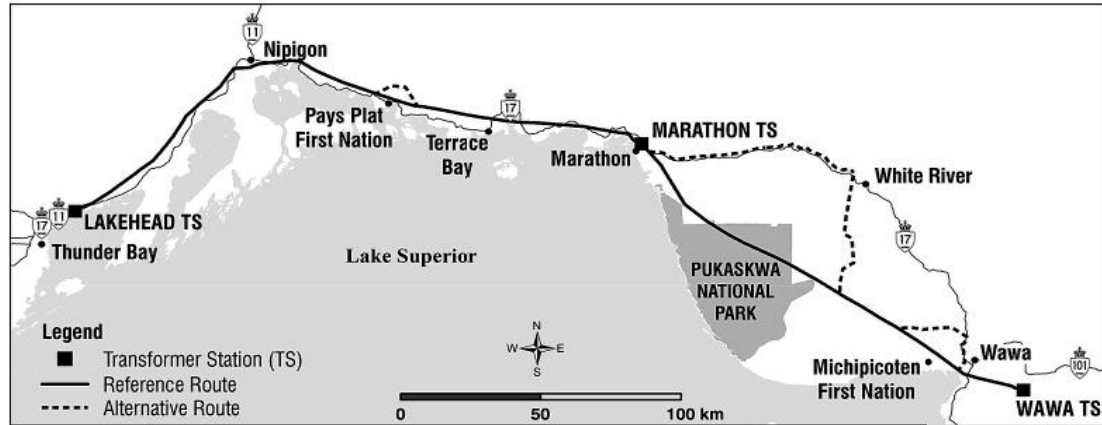 11
Nipigon
17
Pays Plat
First Nation
Terrace
Bay
MARATHON TS
Marathon
White River
17
11
17
LAKEHEAD TS
Thunder Bay
Lake Superior
PUKASKWA
NATIONAL
PARK
Legend
Transformer Station (TS)
Reference Route
Alternative Route
N
W E
S
0 50 100 km
Michipicoten
First Nation
Wawa
101
WAWA TS